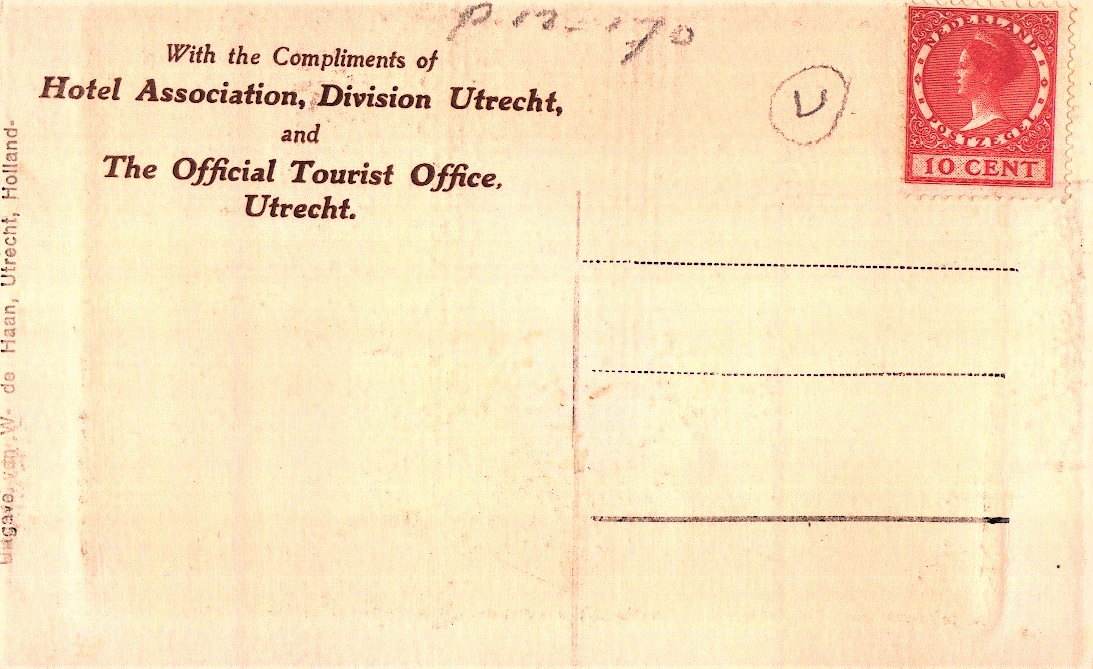 With the Compliments of
Hotel Association, Division Utrecht,
and
The Official Tourist Office,
Utrecht.
U
NEDERLAND
POSTZEGEL
10 CENT
Uitgave van W. de Haan, Utrecht, Holland.